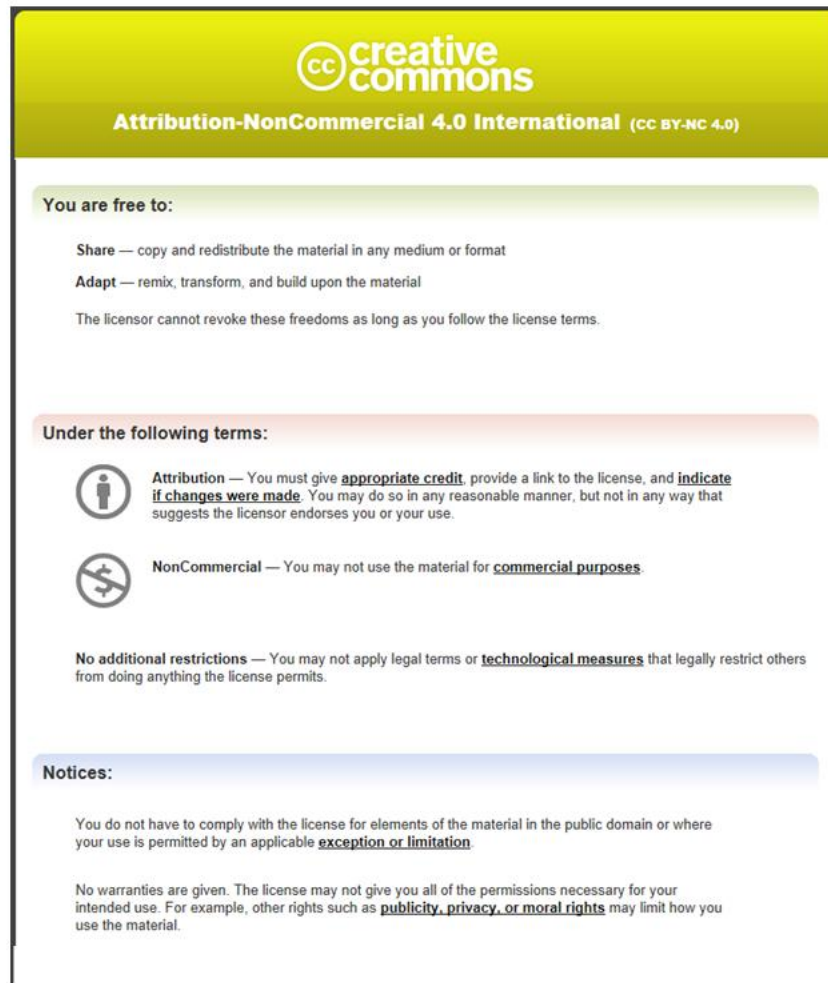 cc creative
commons
Attribution-NonCommercial 4.0 International (CC BY-NC 4.0)
You are free to:
Share — copy and redistribute the material in any medium or format
Adapt — remix, transform, and build upon the material
The licensor cannot revoke these freedoms as long as you follow the license terms.
Under the following terms:
Attribution — You must give appropriate credit, provide a link to the license, and indicate
if changes were made. You may do so in any reasonable manner, but not in any way that
suggests the licensor endorses you or your use.
$
NonCommercial — You may not use the material for commercial purposes.
No additional restrictions — You may not apply legal terms or technological measures that legally restrict others
from doing anything the license permits.
Notices:
You do not have to comply with the license for elements of the material in the public domain or where
your use is permitted by an applicable exception or limitation.
No warranties are given. The license may not give you all of the permissions necessary for your
intended use. For example, other rights such as publicity, privacy, or moral rights may limit how you
use the material.